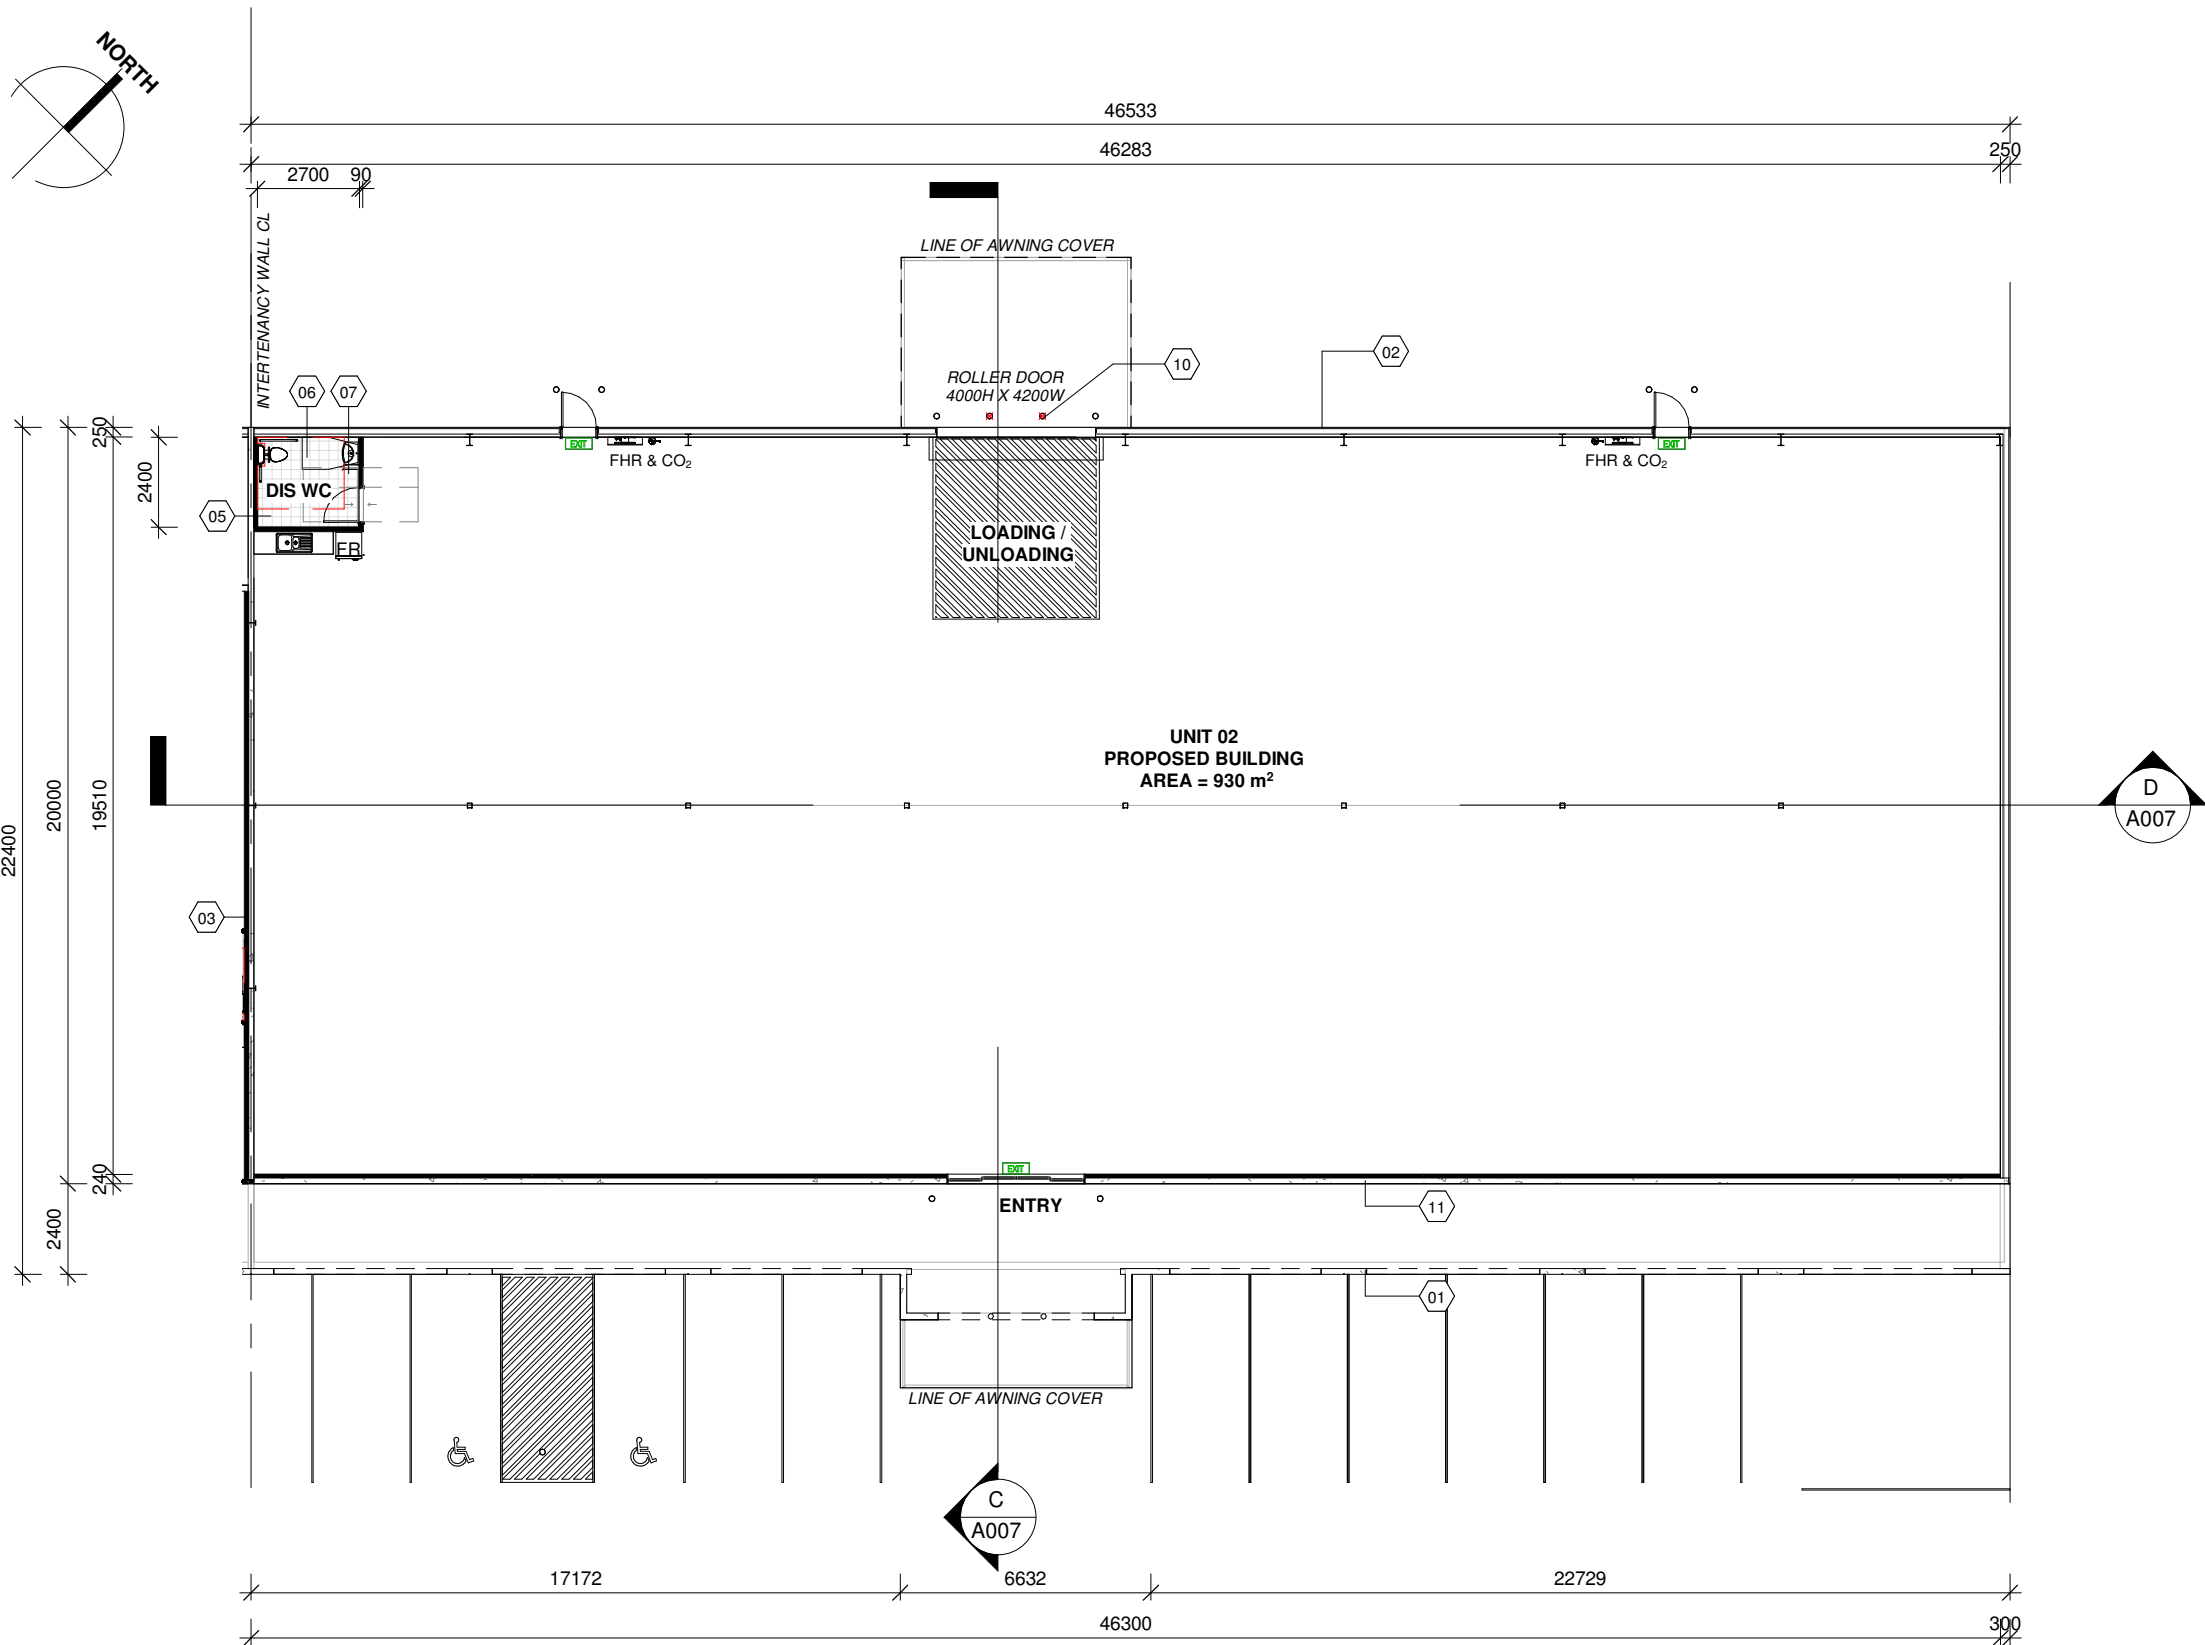 NORTH
46533
46283
250
2700
90
INTERTENANCY WALL CL
LINE OF AWNING COVER
ROLLER DOOR
4000H X 4200W
10
02
06
07
EXIT
FHR & CO₂
EXIT
FHR & CO₂
DIS WC
05
FR
LOADING /
UNLOADING
250
2400
22400
20000
19510
240
2400
UNIT 02
PROPOSED BUILDING
AREA = 930 m²
D
A007
03
EXIT
ENTRY
11
01
LINE OF AWNING COVER
C
A007
17172
6632
22729
46300
300